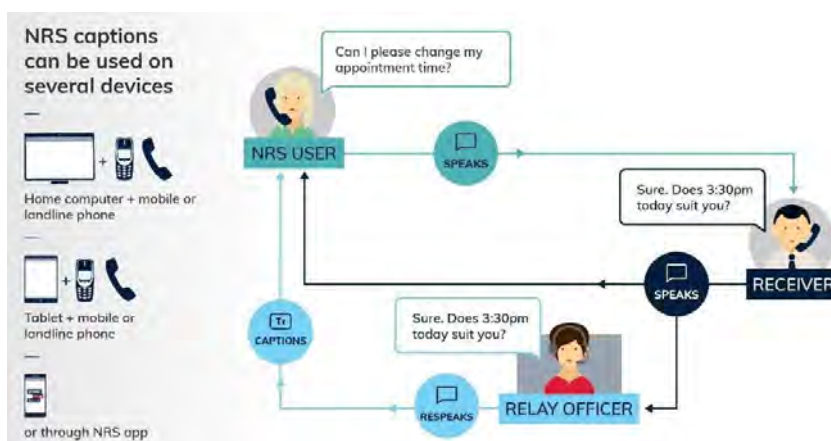 NRS captions
can be used on
several devices
Home computer + mobile or
landline phone
Tablet + mobile or
landline phone
or through NRS app
Can I please change my
appointment time?
NRS USER
SPEAKS
Sure. Does 3:30pm
today suit you?
RECEIVER
SPEAKS
Sure. Does 3:30pm
today suit you?
Tt
CAPTIONS
RESPEAKS
RELAY OFFICER